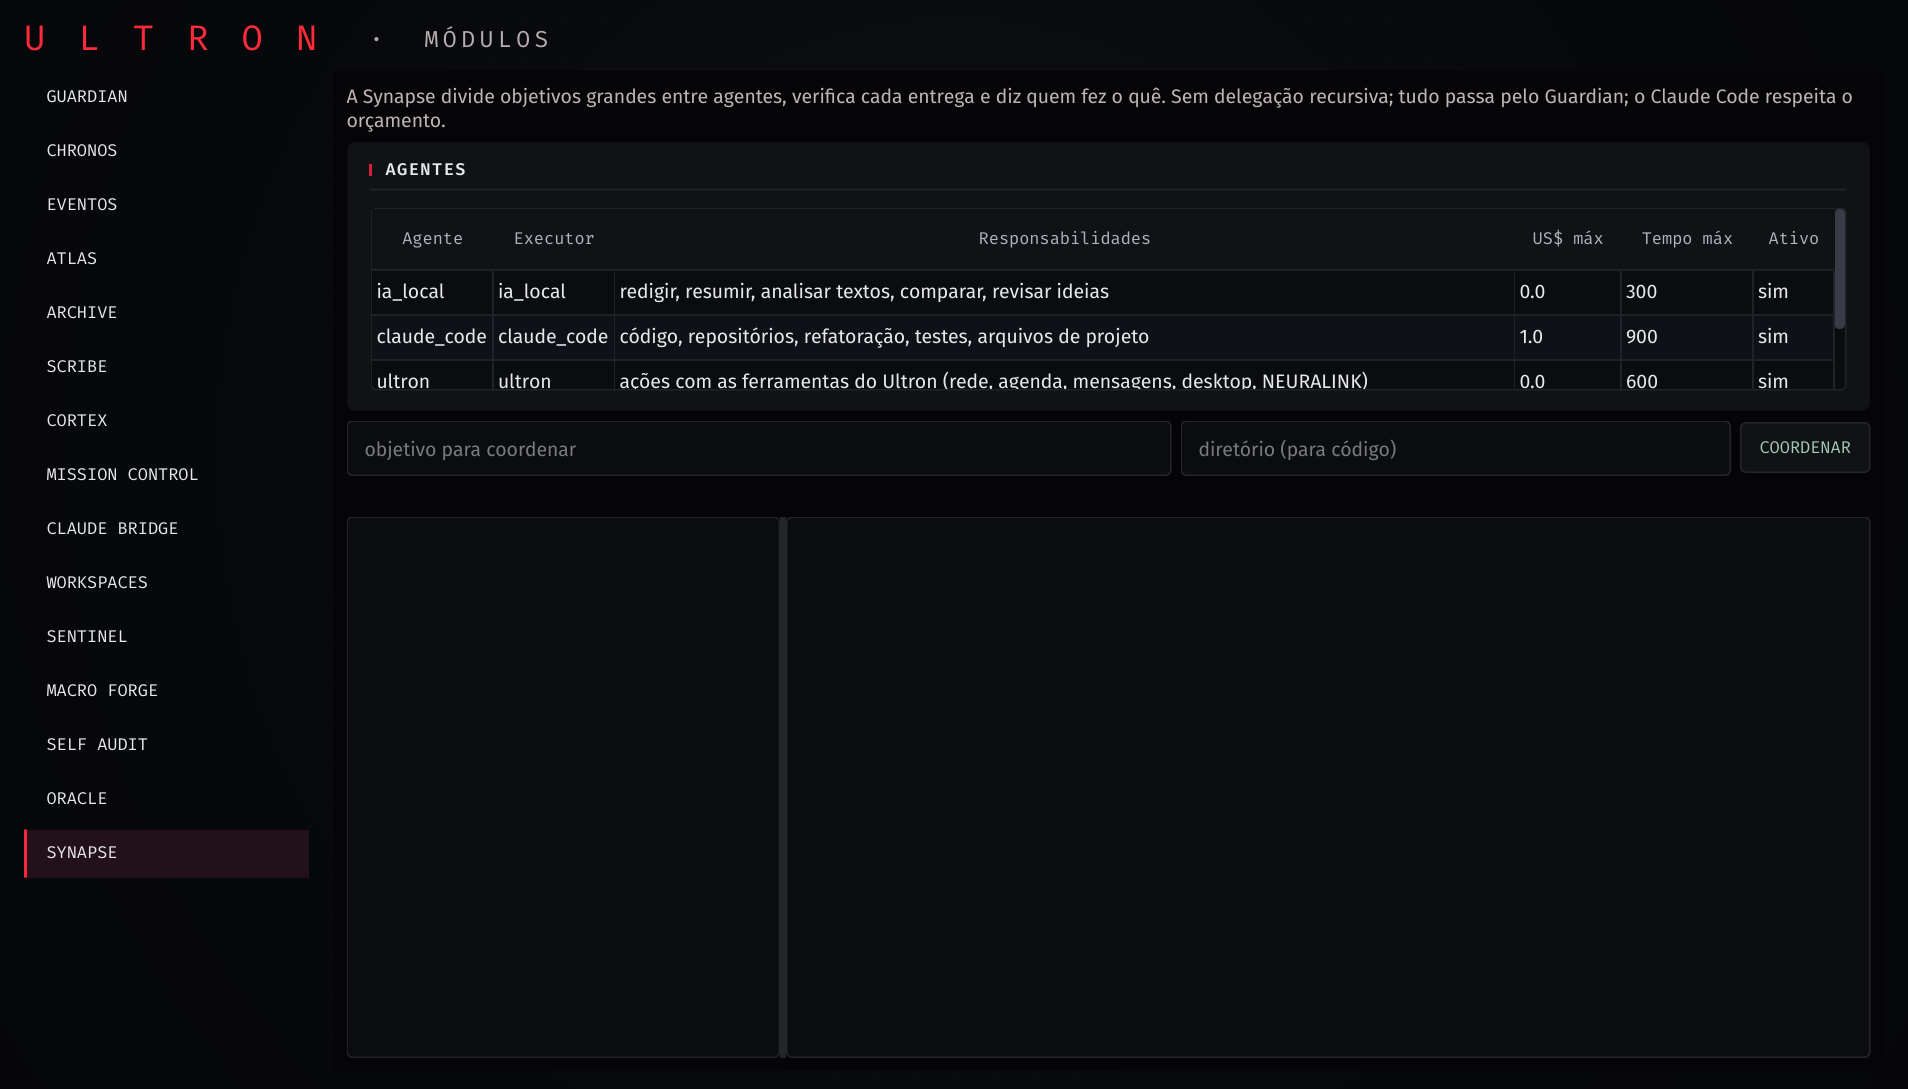 ULTRON · MÓDULOS
GUARDIAN
CHRONOS
EVENTOS
ATLAS
ARCHIVE
SCRIBE
CORTEX
MISSION CONTROL
CLAUDE BRIDGE
WORKSPACES
SENTINEL
MACRO FORGE
SELF AUDIT
ORACLE
SYNAPSE
A Synapse divide objetivos grandes entre agentes, verifica cada entrega e diz quem fez o quê. Sem delegação recursiva; tudo passa pelo Guardian; o Claude Code respeita o
orçamento.
AGENTES
Agente Executor Responsabilidades US$ máx Tempo máx Ativo
ia_local ia_local redigir, resumir, analisar textos, comparar, revisar ideias 0.0 300 sim
claude_code claude_code código, repositórios, refatoração, testes, arquivos de projeto 1.0 900 sim
ultron ultron ações com as ferramentas do Ultron (rede, agenda, mensagens, desktop, NEURALINK) 0.0 600 sim
objetivo para coordenar diretório (para código) COORDENAR